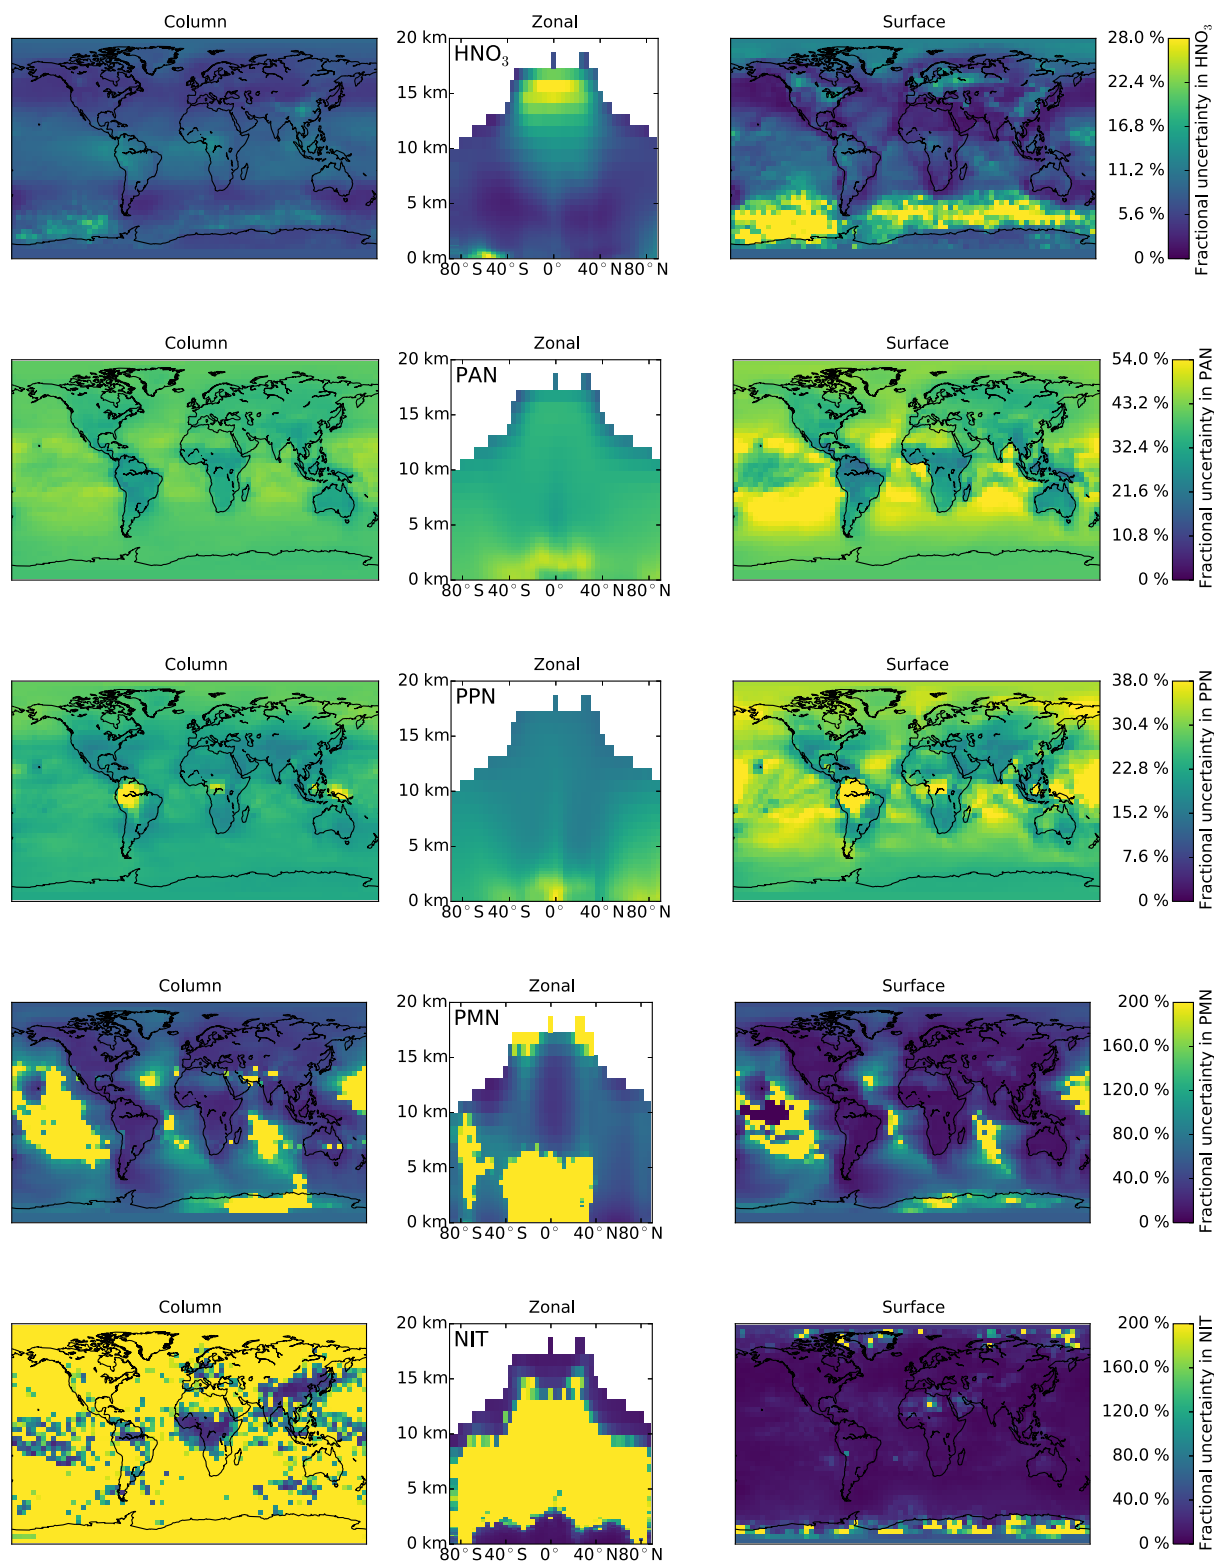 Column
Zonal
Surface
20 km
15 km
10 km
5 km
0 km
HNO₃
80°S 40°S 0° 40°N 80°N
28.0 %
22.4 %
16.8 %
11.2 %
5.6 %
0 %
Fractional uncertainty in HNO₃
Column
Zonal
Surface
20 km
15 km
10 km
5 km
0 km
PAN
80°S 40°S 0° 40°N 80°N
54.0 %
43.2 %
32.4 %
21.6 %
10.8 %
0 %
Fractional uncertainty in PAN
Column
Zonal
Surface
20 km
15 km
10 km
5 km
0 km
PPN
80°S 40°S 0° 40°N 80°N
38.0 %
30.4 %
22.8 %
15.2 %
7.6 %
0 %
Fractional uncertainty in PPN
Column
Zonal
Surface
20 km
15 km
10 km
5 km
0 km
PMN
80°S 40°S 0° 40°N 80°N
200 %
160.0 %
120.0 %
80.0 %
40.0 %
0 %
Fractional uncertainty in PMN
Column
Zonal
Surface
20 km
15 km
10 km
5 km
0 km
NIT
80°S 40°S 0° 40°N 80°N
200 %
160.0 %
120.0 %
80.0 %
40.0 %
0 %
Fractional uncertainty in NIT